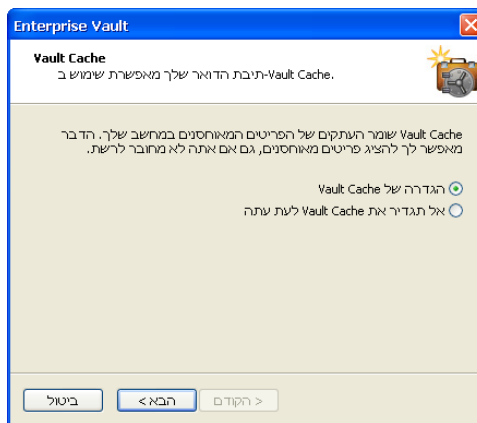 Enterprise Vault
Vault Cache
תיבת הדואר שלך מאפשרת שימוש ב-Vault Cache.
Vault Cache שומר העתקים של הפריטים המאוחסנים במחשב שלך. הדבר
מאפשר לך להציג פריטים מאוחסנים, גם אם אתה לא מחובר לרשת.
הגדרה של Vault Cache
אל תגדיר את Vault Cache לעת עתה
< הקודם
הבא >
ביטול